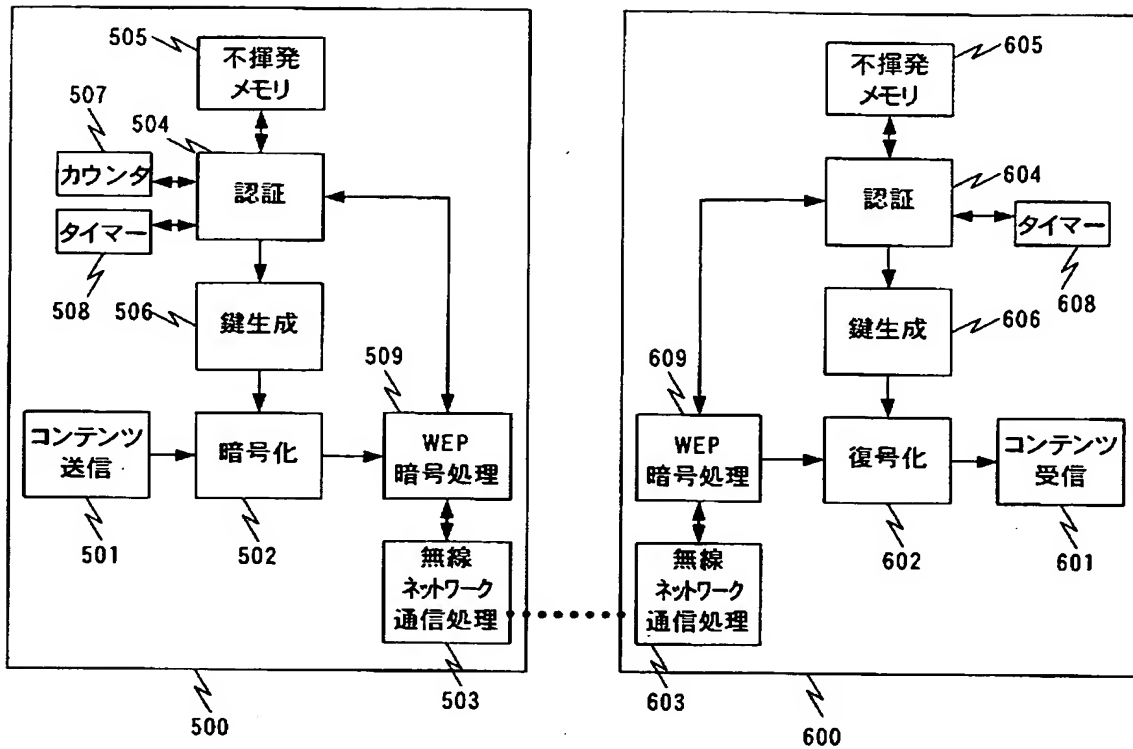 505
不揮発
メモリ
507
504
カウンタ
認証
タイマー
508
506
鍵生成
509
コンテンツ
送信
暗号化
WEP
暗号処理
501
502
無線
ネットワーク
通信処理
503
500
不揮発
メモリ
605
認証
604
タイマー
608
鍵生成
606
609
WEP
暗号処理
復号化
コンテンツ
受信
602
601
無線
ネットワーク
通信処理
603
600